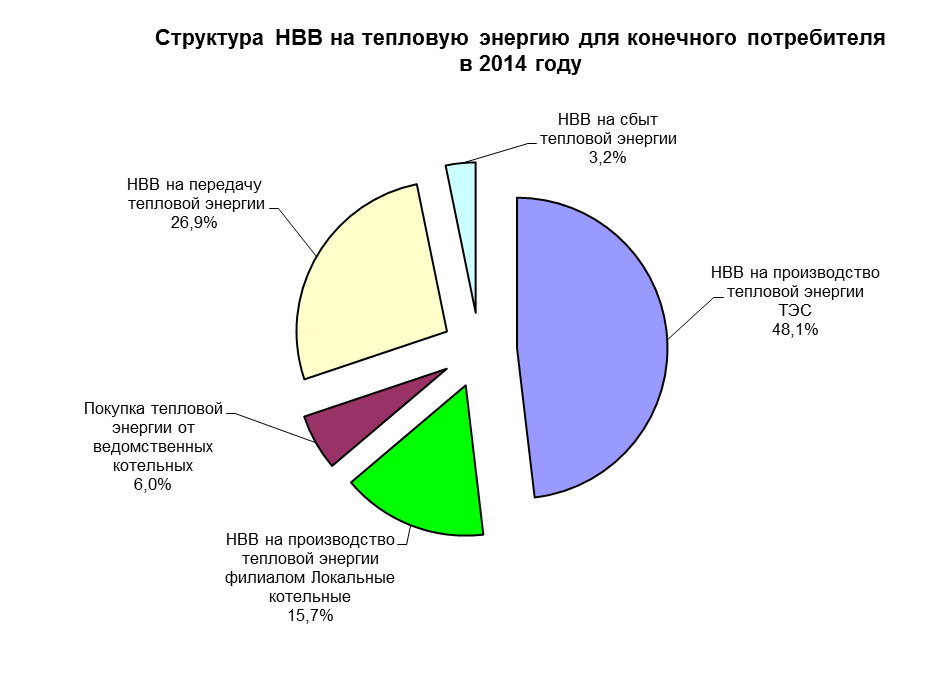 Структура НВВ на тепловую энергию для конечного потребителя
в 2014 году
НВВ на сбыт
тепловой энергии
3,2%
НВВ на передачу
тепловой энергии
26,9%
НВВ на производство
тепловой энергии
ТЭС
48,1%
Покупка тепловой
энергии от
ведомственных
котельных
6,0%
НВВ на производство
тепловой энергии
филиалом Локальные
котельные
15,7%